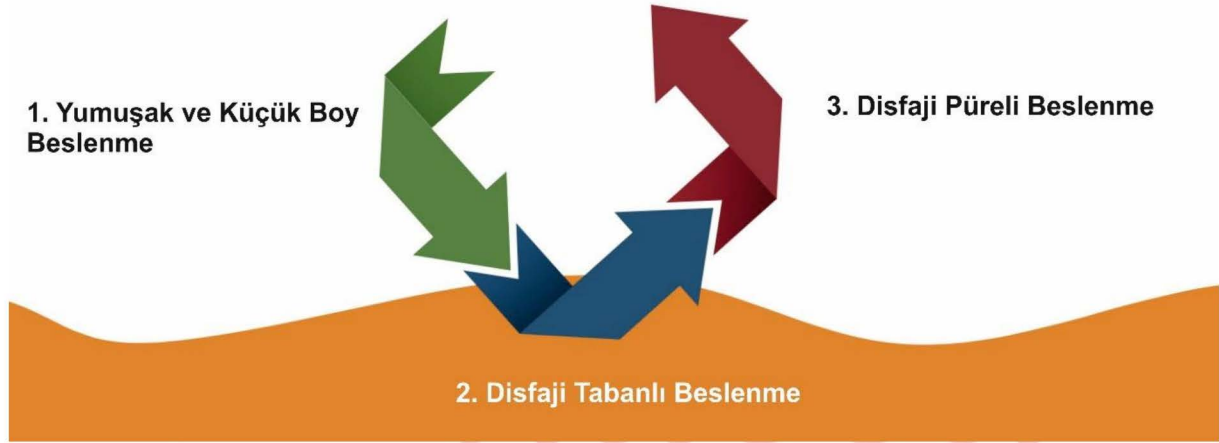 1. Yumuşak ve Küçük Boy
Beslenme
2. Disfaji Tabanlı Beslenme
3. Disfaji Püreli Beslenme